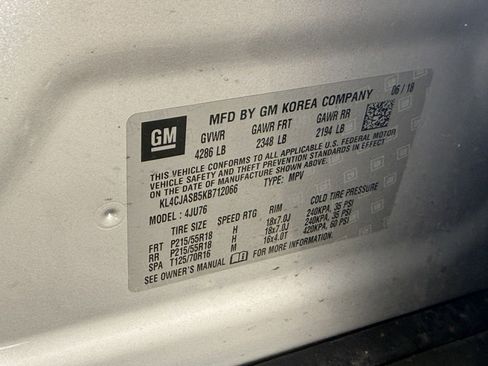 MFD BY GM KOREA COMPANY 06/18
GM
GVWR GAWR FRT GAWR RR
4286 LB 2348 LB 2194 LB
THIS VEHICLE CONFORMS TO ALL APPLICABLE U.S. FEDERAL MOTOR
VEHICLE SAFETY AND THEFT PREVENTION STANDARDS IN EFFECT
ON THE DATE OF MANUFACTURE SHOWN ABOVE.
KL4CJASB5KB712066 TYPE: MPV
MODEL: 4JU76
TIRE SIZE SPEED RTG RIM COLD TIRE PRESSURE
FRT P215/55R18 H 18x7.0J 240KPA, 35 PSI
RR P215/55R18 H 18x7.0J 240KPA, 35 PSI
SPA T125/70R16 M 16x4.0T 420KPA, 60 PSI
SEE OWNER'S MANUAL FOR MORE INFORMATION.